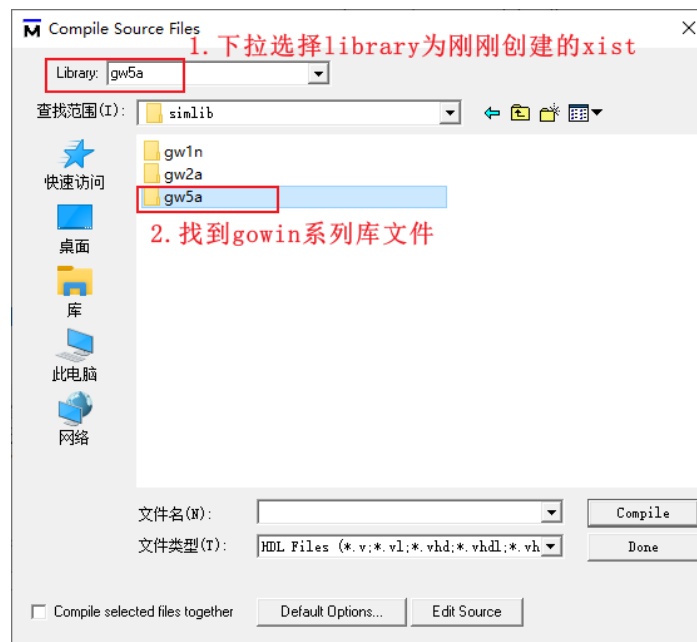 Compile Source Files
1.下拉选择library为刚刚创建的xist
Library: gw5a
查找范围(I): simlib
gw1n
gw2a
gw5a
快速访问
2.找到gowin系列库文件
桌面
库
此电脑
网络
文件名(N):
Compile
文件类型(T): HDL Files (*.v;*.vl;*.vhd;*.vhdl;*.vh
Done
Compile selected files together
Default Options...
Edit Source